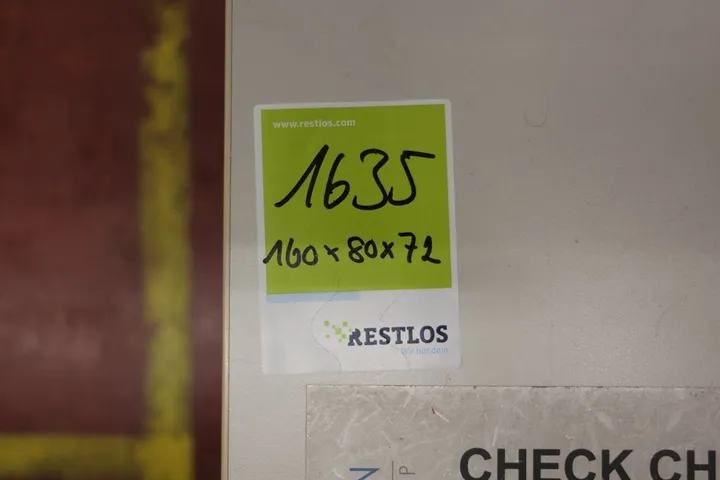 www.restlos.com
1635
160x80x72
RESTLOS
CHECK CH
N
P